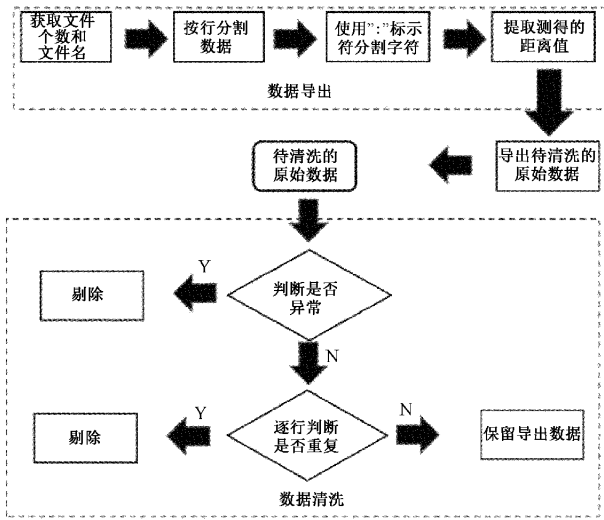 获取文件
个数和
文件名
按行分割
数据
使用":"标示
符分割字符
提取测得的
距离值
数据导出
待清洗的
原始数据
导出待清洗的
原始数据
Y
剔除
判断是否
异常
N
Y
剔除
逐行判断
是否重复
N
保留导出数据
数据清洗